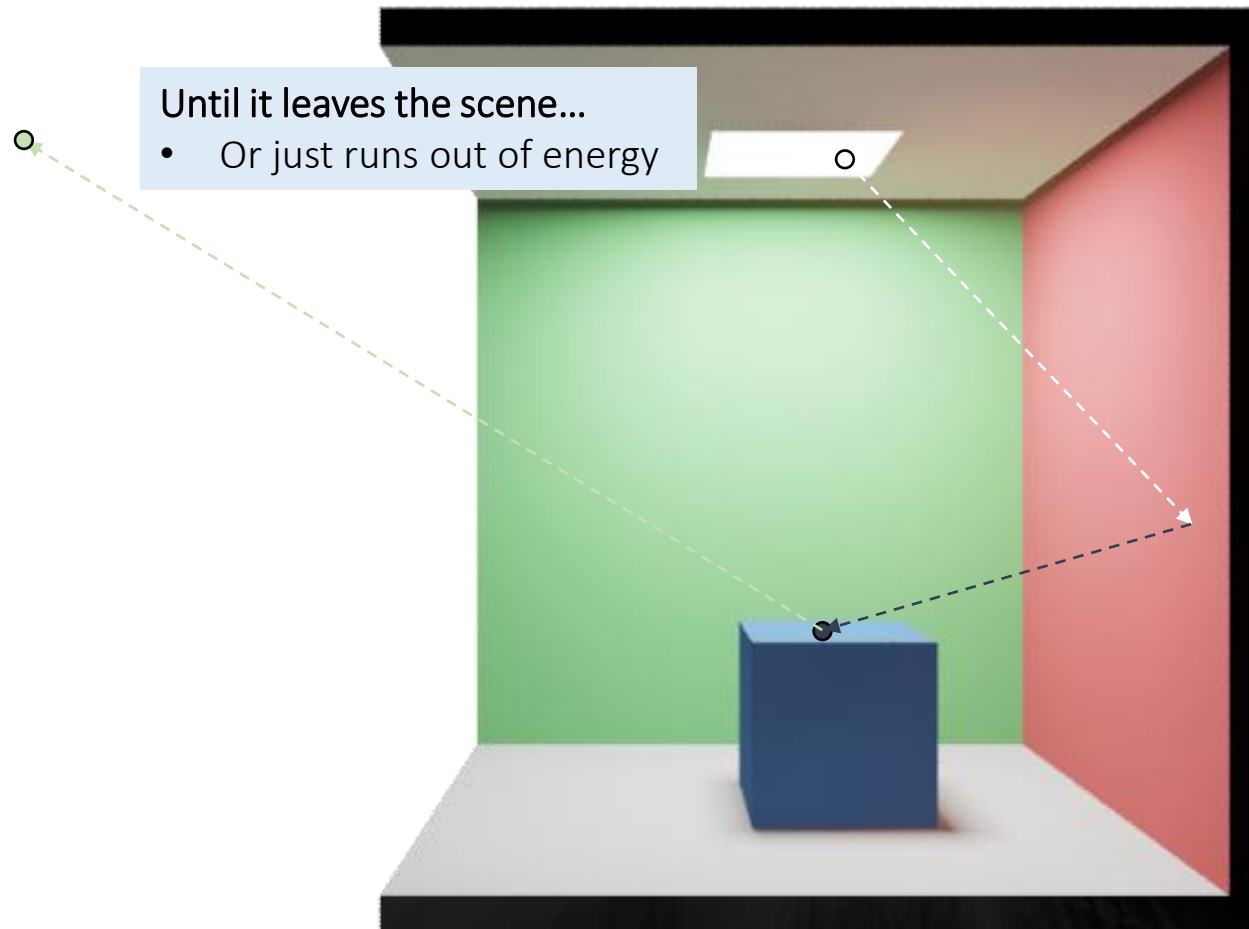 Until it leaves the scene...
• Or just runs out of energy